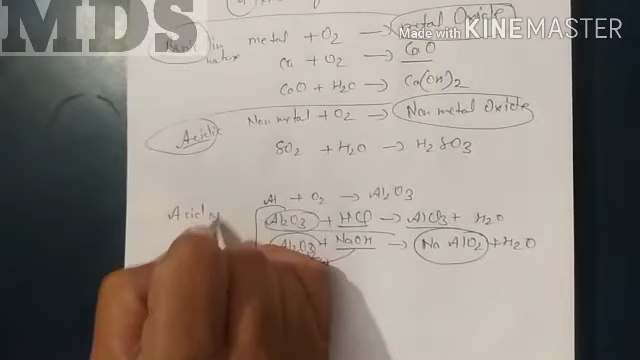 MDS
Made with KINEMASTER
metal + O2 → metal Oxide
Ca + O2 → CaO
CaO + H2O → Ca(OH)2
Non metal + O2 → Non metal Oxide
Acidic
SO2 + H2O → H2SO3
Al + O2 → Al2O3
Al2O3 + HCl → AlCl3 + H2O
Acid
Al2O3 + NaOH → NaAlO2 + H2O